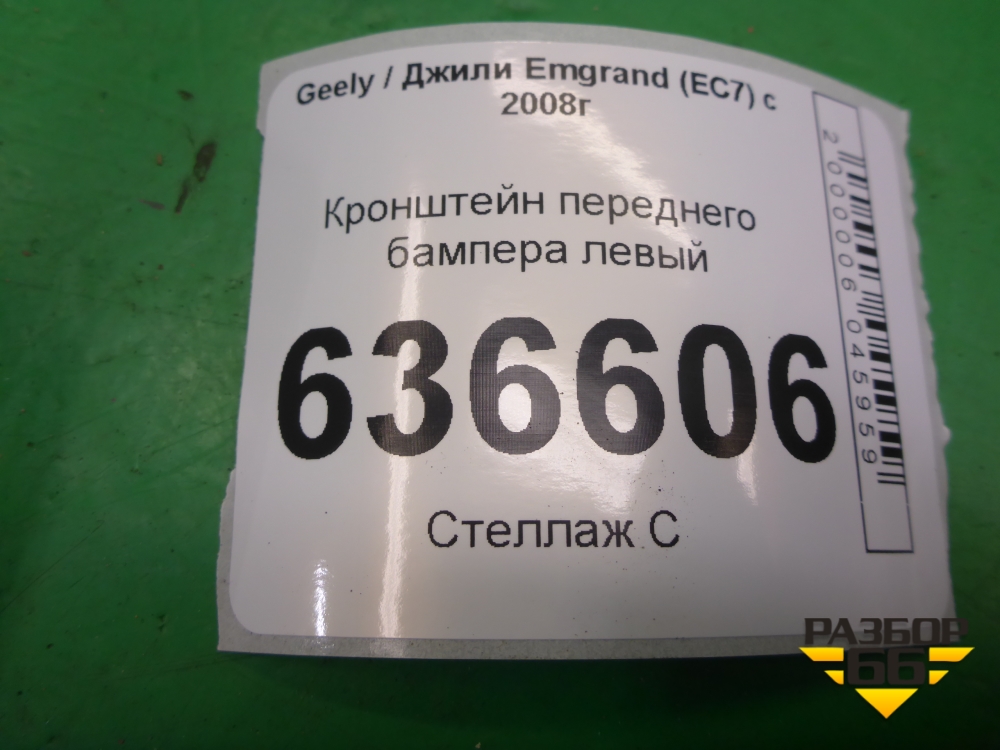 Geely / Джили Emgrand (EC7) с
2008г
Кронштейн переднего
бампера левый
636606
Стеллаж С
2000006045959
РАЗБОР
66